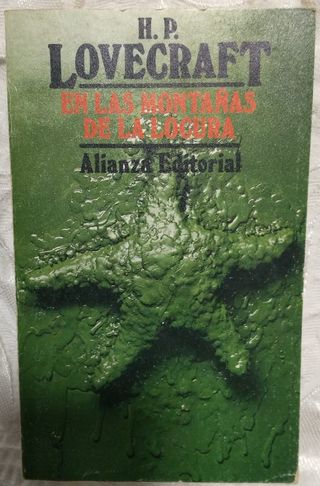 H. P.
LOVECRAFT
EN LAS MONTAÑAS
DE LA LOCURA
Alianza Editorial